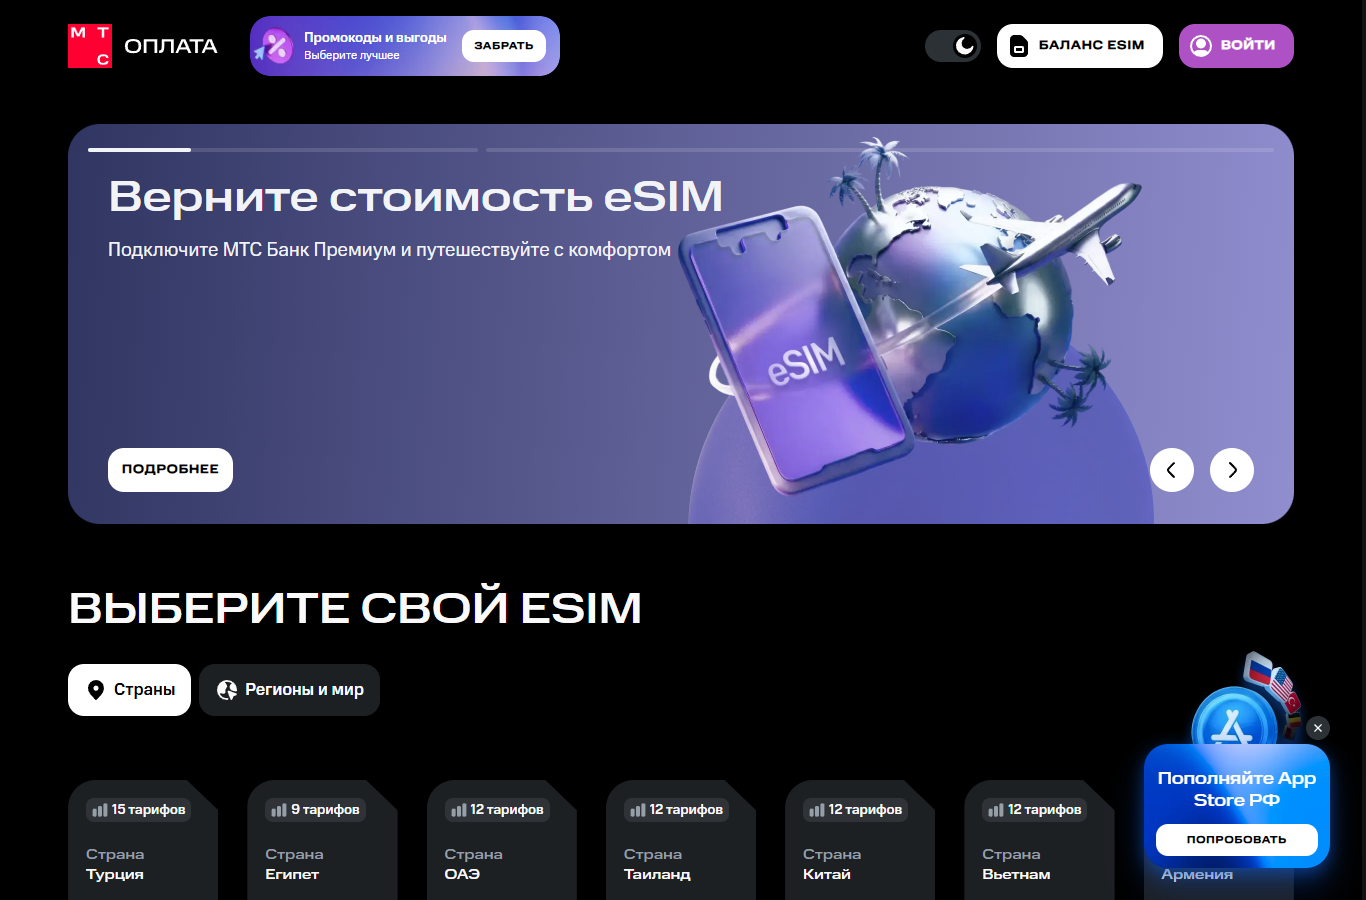 МТС
ОПЛАТА
Промокоды и выгоды
Выберите лучшее
ЗАБРАТЬ
БАЛАНС ESIM
ВОЙТИ
Верните стоимость eSIM
Подключите МТС Банк Премиум и путешествуйте с комфортом
eSIM
ПОДРОБНЕЕ
ВЫБЕРИТЕ СВОЙ ESIM
Страны
Регионы и мир
15 тарифов
Страна
Турция
9 тарифов
Страна
Египет
12 тарифов
Страна
ОАЭ
12 тарифов
Страна
Таиланд
12 тарифов
Страна
Китай
12 тарифов
Страна
Вьетнам
Армения
Пополняйте App
Store РФ
ПОПРОБОВАТЬ